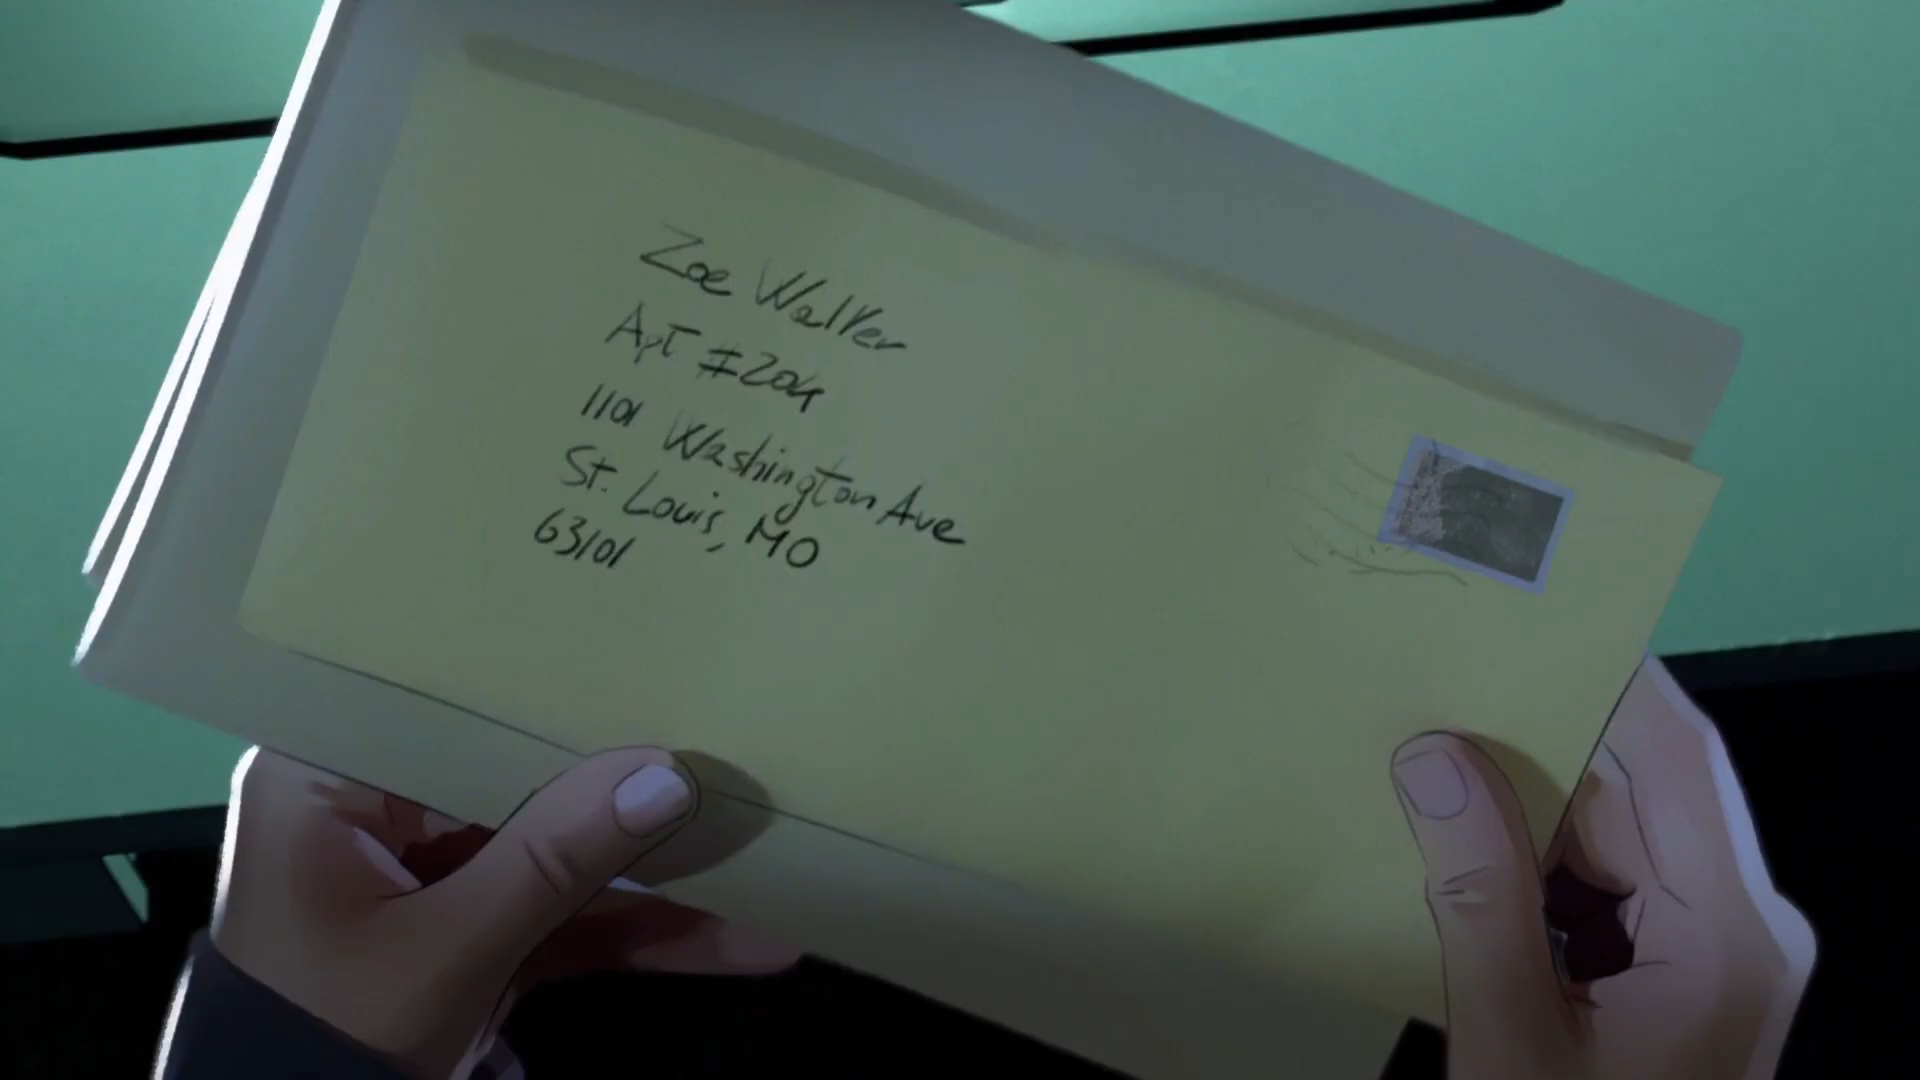 Zoe Walker
Apt #204
1101 Washington Ave
St. Louis, MO
63101